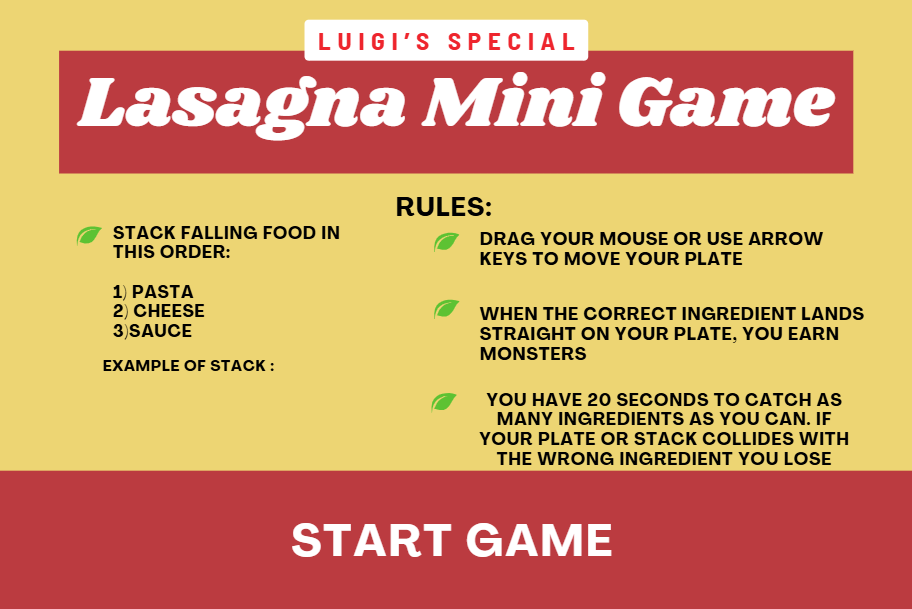 LUIGI'S SPECIAL
Lasagna Mini Game
STACK FALLING FOOD IN
THIS ORDER:
1) PASTA
2) CHEESE
3)SAUCE
EXAMPLE OF STACK :
RULES:
DRAG YOUR MOUSE OR USE ARROW
KEYS TO MOVE YOUR PLATE
WHEN THE CORRECT INGREDIENT LANDS
STRAIGHT ON YOUR PLATE, YOU EARN
MONSTERS
YOU HAVE 20 SECONDS TO CATCH AS
MANY INGREDIENTS AS YOU CAN. IF
YOUR PLATE OR STACK COLLIDES WITH
THE WRONG INGREDIENT YOU LOSE
START GAME